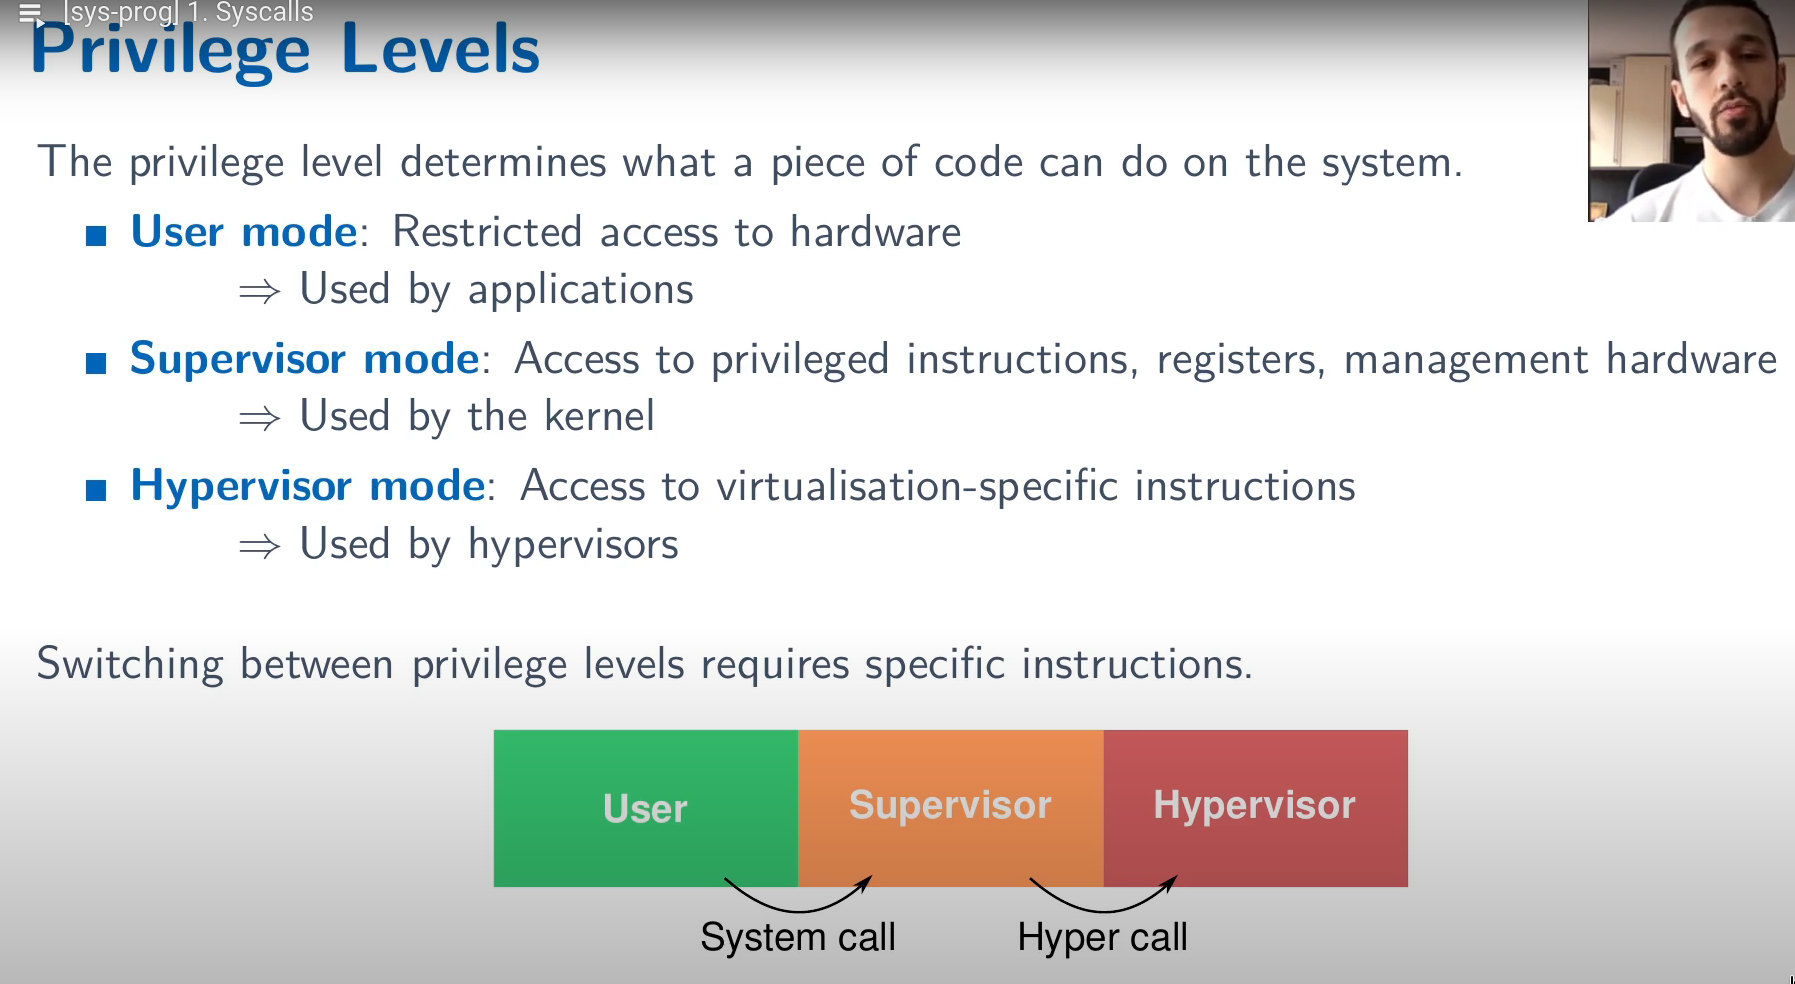 [sys-prog] 1. Syscalls
Privilege Levels
The privilege level determines what a piece of code can do on the system.
■ User mode: Restricted access to hardware
⇒ Used by applications
■ Supervisor mode: Access to privileged instructions, registers, management hardware
⇒ Used by the kernel
■ Hypervisor mode: Access to virtualisation-specific instructions
⇒ Used by hypervisors
Switching between privilege levels requires specific instructions.
User Supervisor Hypervisor
System call Hyper call